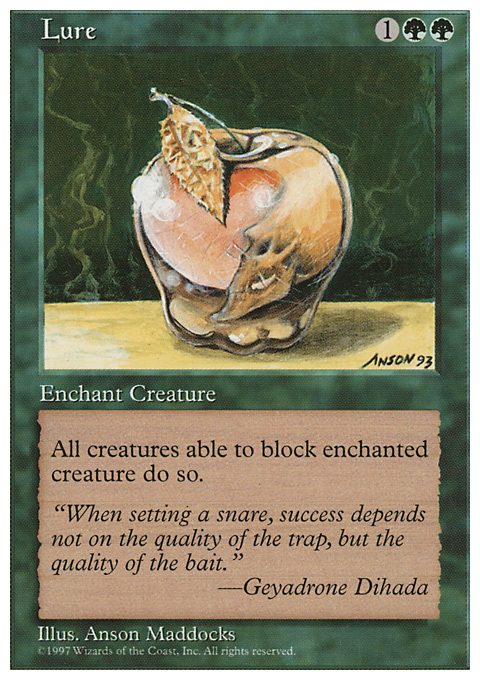 Lure 1
ANSON 93
Enchant Creature
All creatures able to block enchanted
creature do so.
“When setting a snare, success depends
not on the quality of the trap, but the
quality of the bait.”
—Geyadrone Dihada
Illus. Anson Maddocks
©1997 Wizards of the Coast, Inc. All rights reserved.